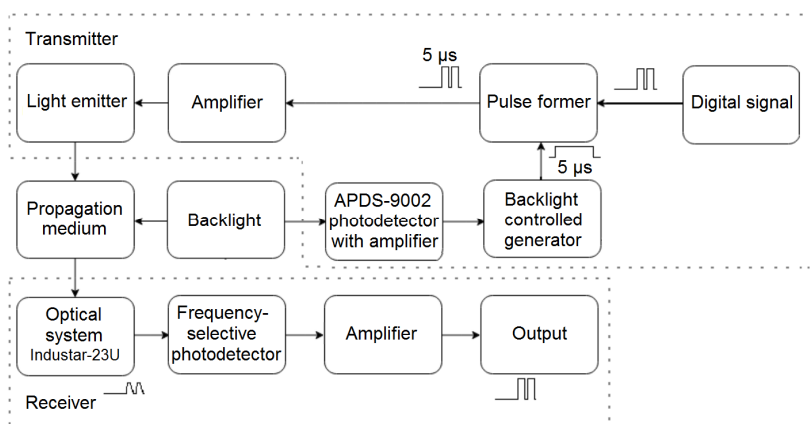 Transmitter
5 μs
Light emitter
Amplifier
Pulse former
Digital signal
5 μs
Propagation
medium
Backlight
APDS-9002
photodetector
with amplifier
Backlight
controlled
generator
Optical
system
Industar-23U
Frequency-
selective
photodetector
Amplifier
Output
Receiver